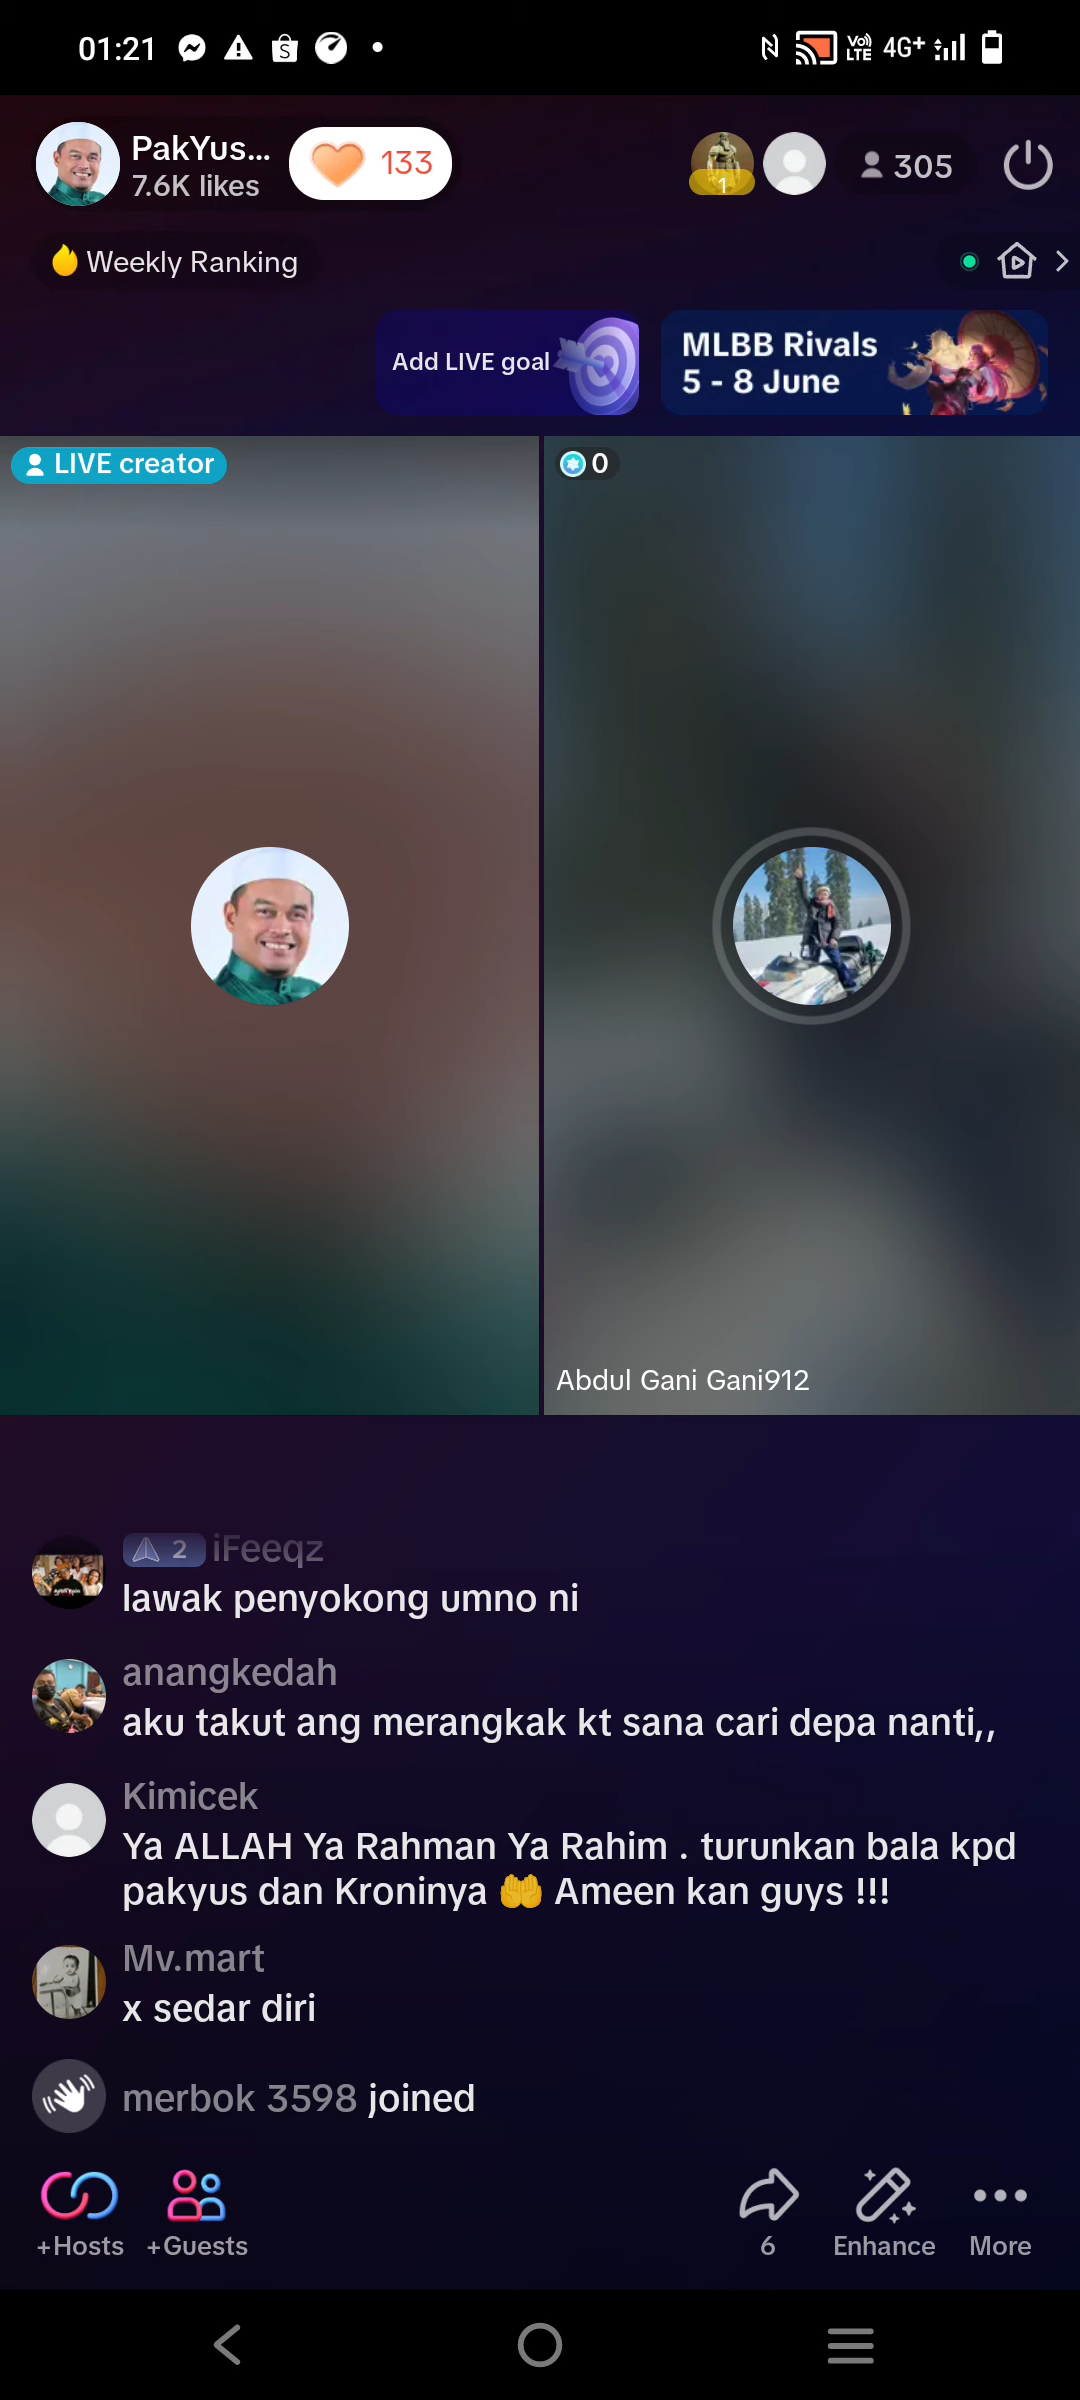 01:21
4G+
VoLTE
PakYus...
7.6K likes
133
1
305
Weekly Ranking
Add LIVE goal
MLBB Rivals
5 - 8 June
LIVE creator
0
Abdul Gani Gani912
2 iFeeqz
lawak penyokong umno ni
anangkedah
aku takut ang merangkak kt sana cari depa nanti,,
Kimicek
Ya ALLAH Ya Rahman Ya Rahim . turunkan bala kpd
pakyus dan Kroninya 🤲 Ameen kan guys !!!
Mv.mart
x sedar diri
merbok 3598 joined
+Hosts
+Guests
6
Enhance
More